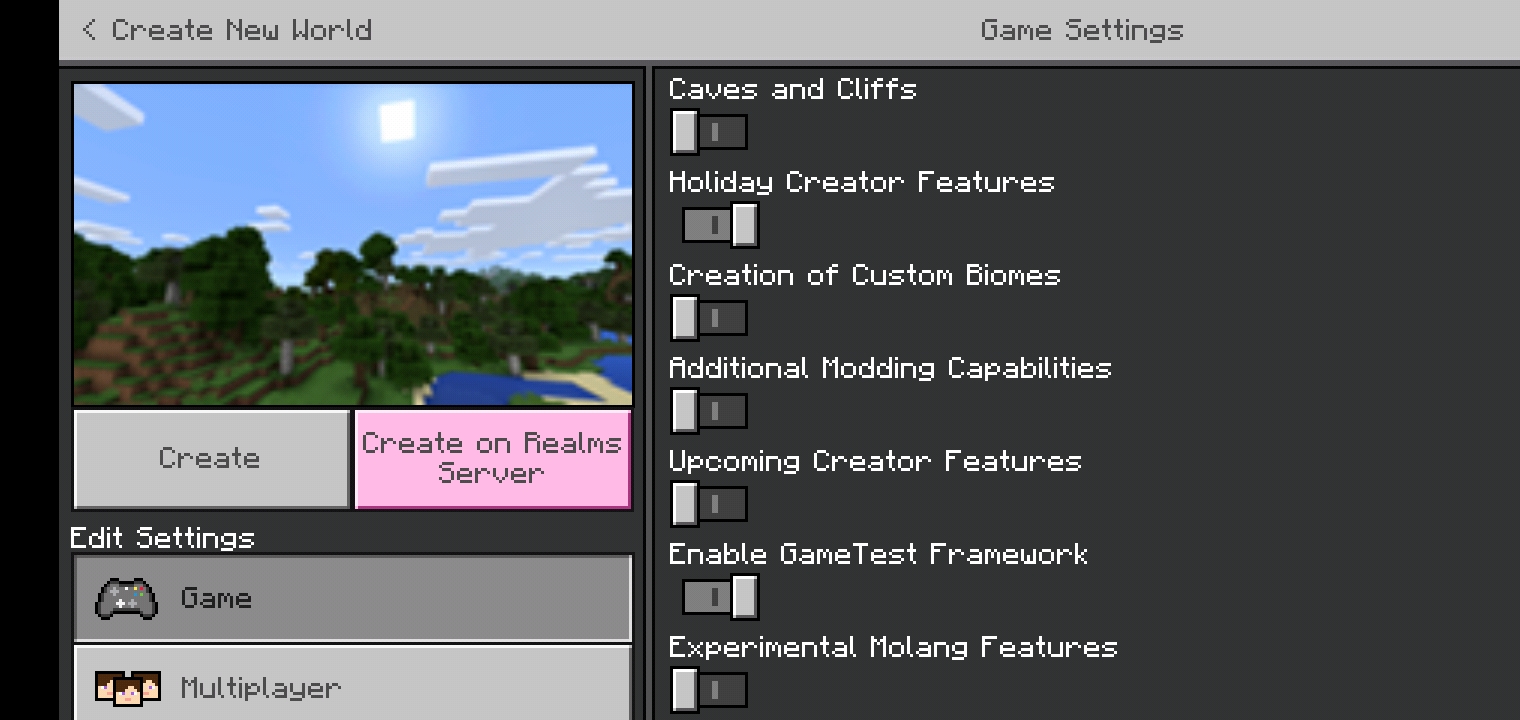 < Create New World
Game Settings
Create
Create on Realms
Server
Edit Settings
Game
Multiplayer
Caves and Cliffs
Holiday Creator Features
Creation of Custom Biomes
Additional Modding Capabilities
Upcoming Creator Features
Enable GameTest Framework
Experimental Molang Features